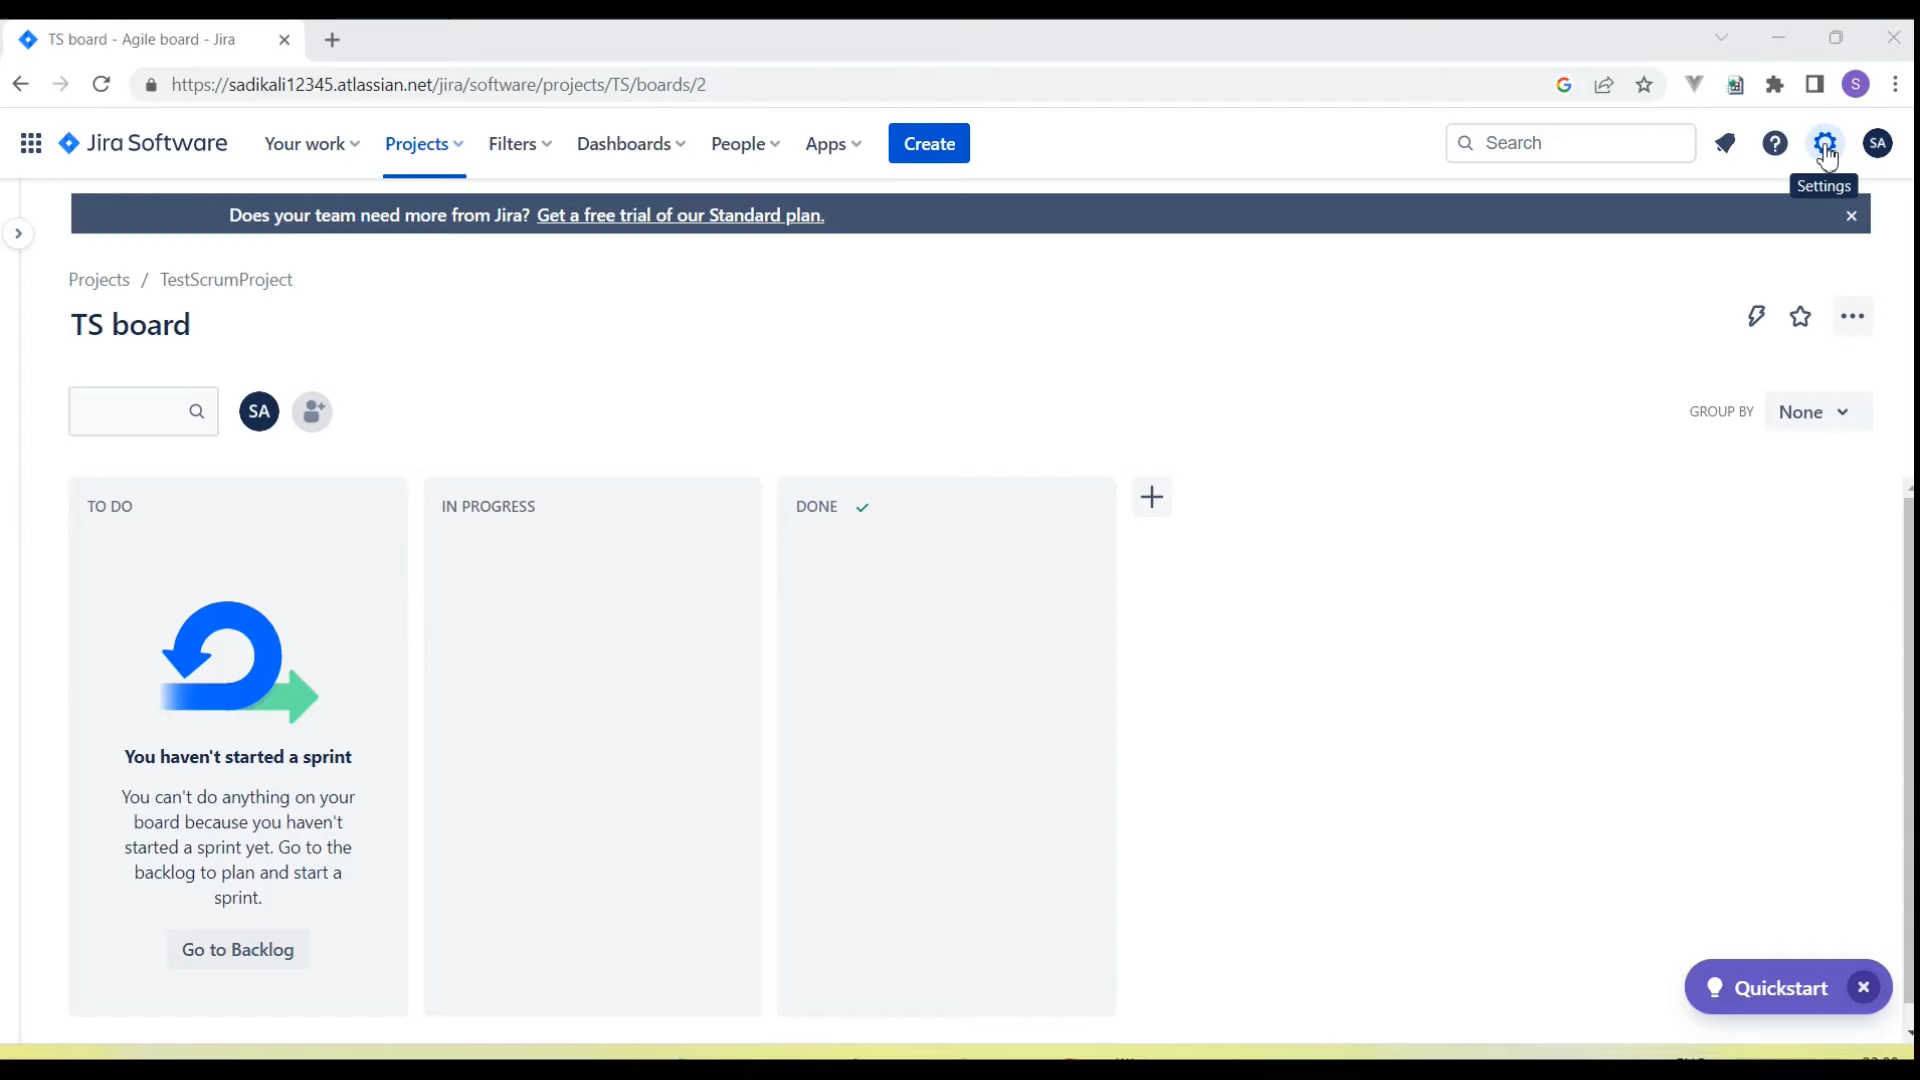 TS board - Agile board - Jira
https://sadikali12345.atlassian.net/jira/software/projects/TS/boards/2
S
Jira Software Your work Projects Filters Dashboards People Apps Create Search SA
Settings
Does your team need more from Jira? Get a free trial of our Standard plan.
Projects / TestScrumProject
TS board
SA GROUP BY None
TO DO IN PROGRESS DONE
You haven't started a sprint
You can't do anything on your
board because you haven't
started a sprint yet. Go to the
backlog to plan and start a
sprint.
Go to Backlog
Quickstart